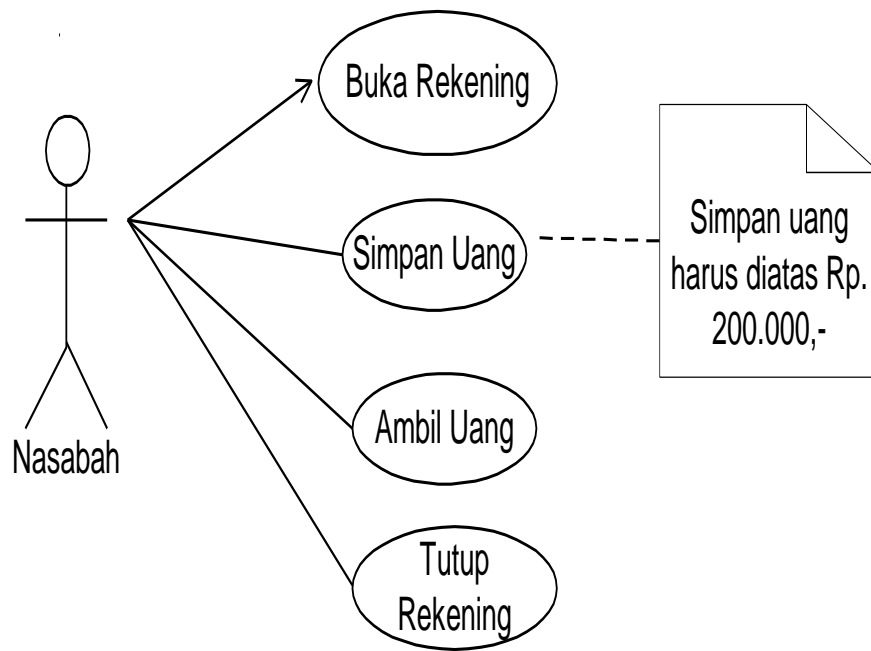 Buka Rekening
Simpan Uang
Simpan uang
harus diatas Rp.
200.000,-
Ambil Uang
Nasabah
Tutup
Rekening